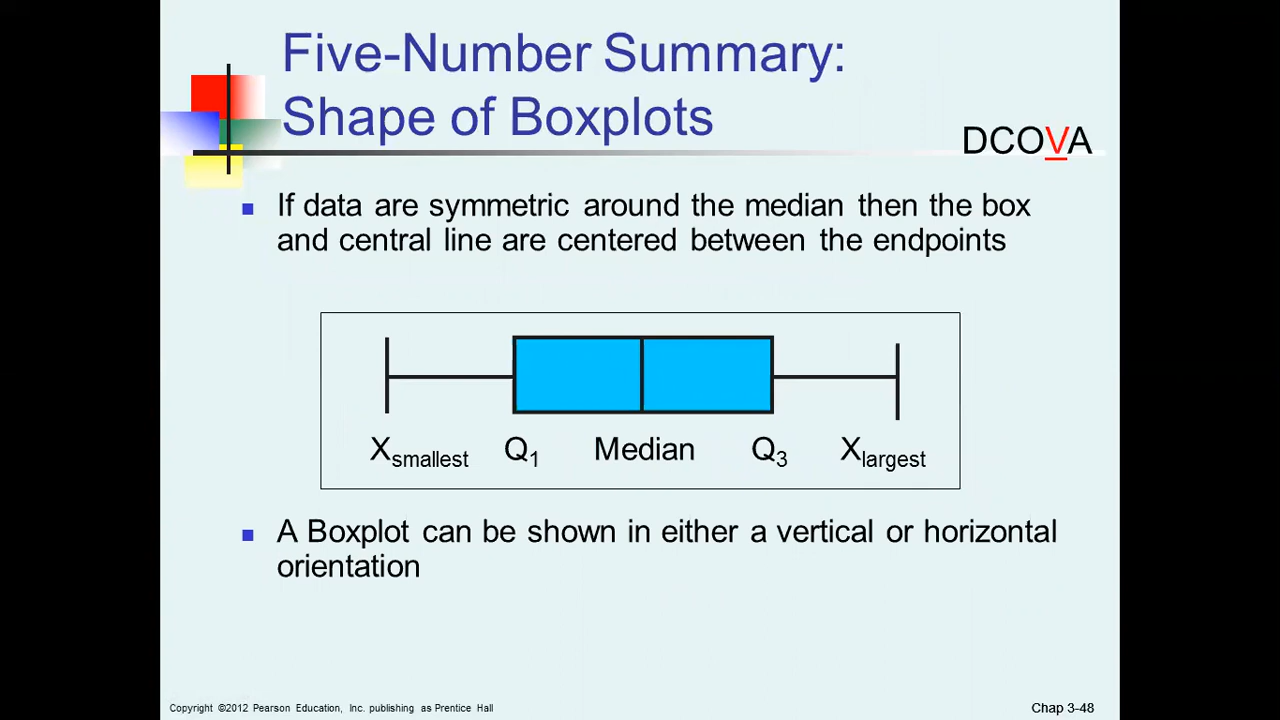 Five-Number Summary:
Shape of Boxplots
DCOVA
If data are symmetric around the median then the box
and central line are centered between the endpoints
Xsmallest Q1 Median Q3 Xlargest
A Boxplot can be shown in either a vertical or horizontal
orientation
Copyright ©2012 Pearson Education, Inc. publishing as Prentice Hall
Chap 3-48